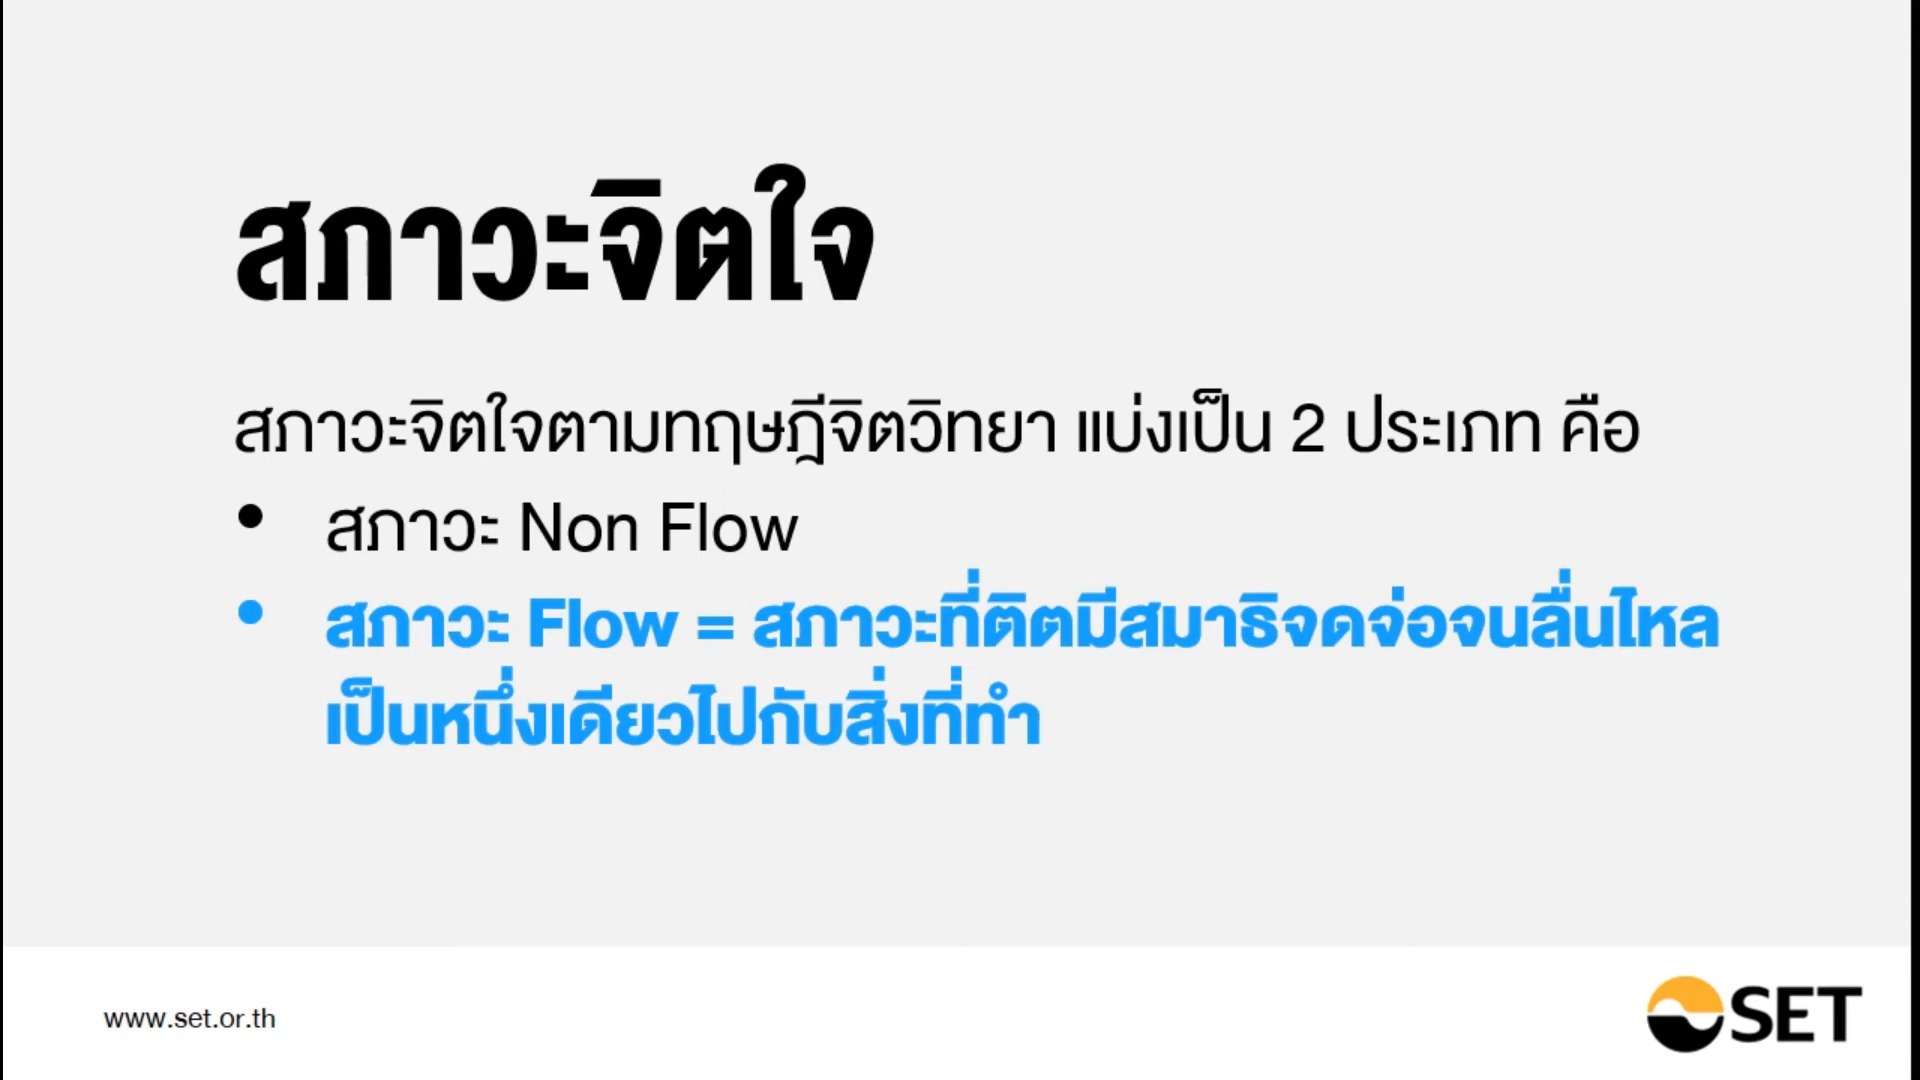 สภาวะจิตใจ
สภาวะจิตใจตามทฤษฎีจิตวิทยา แบ่งเป็น 2 ประเภท คือ
• สภาวะ Non Flow
• สภาวะ Flow = สภาวะที่ติตมีสมาธิจดจ่อจนลื่นไหล
เป็นหนึ่งเดียวไปกับสิ่งที่ทำ
www.set.or.th
SET